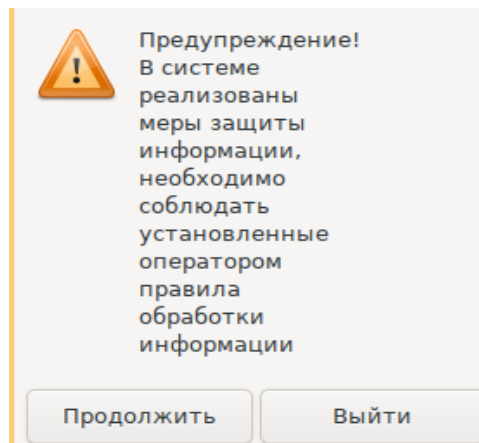 Предупреждение!
В системе
реализованы
меры защиты
информации,
необходимо
соблюдать
установленные
оператором
правила
обработки
информации
Продолжить Выйти